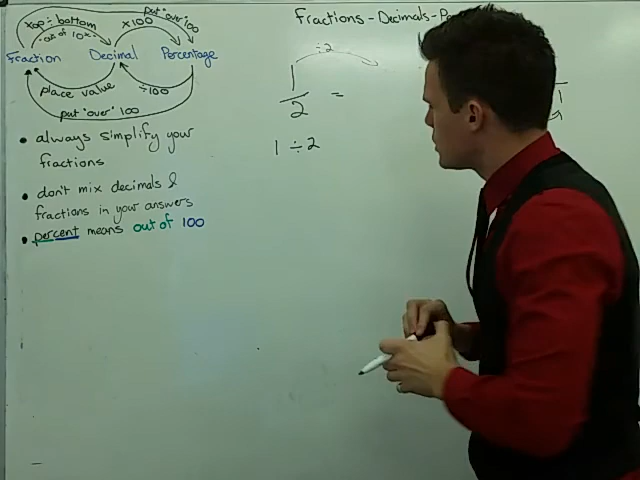 Fractions - Decimals - P
top ÷ bottom
out of
×100
put "over" 100
Fraction
Decimal
Percentage
place value
÷100
put "over" 100
• always simplify your
fractions
• don't mix decimals &
fractions in your answers
• percent means out of 100
÷2
1
2
=
1 ÷ 2
1